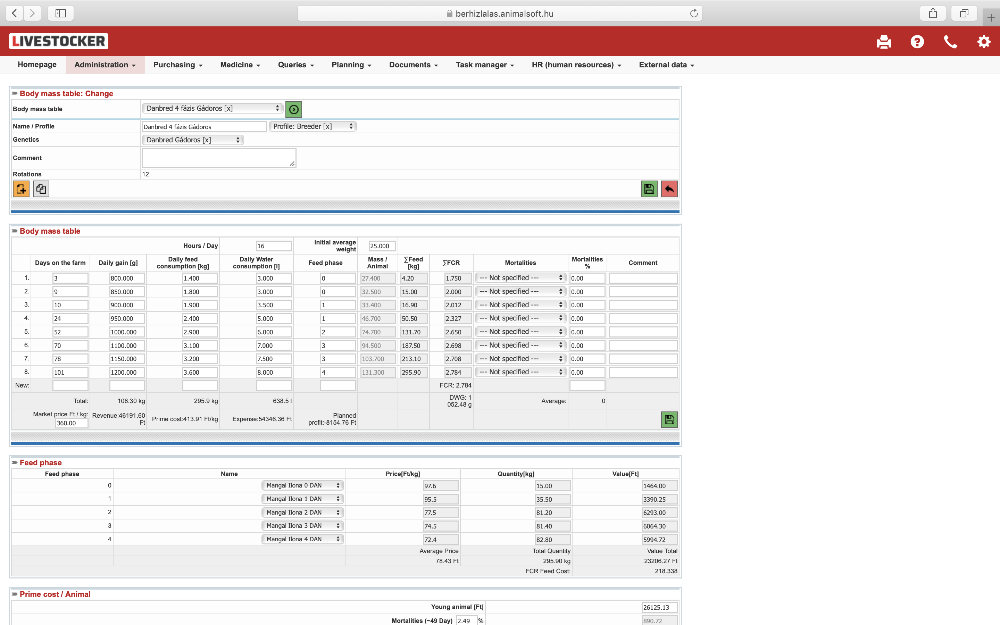 berhizlalas.animalsoft.hu
LIVESTOCKER
Homepage Administration Purchasing Medicine Queries Planning Documents Task manager HR (human resources) External data
Body mass table: Change
Body mass table Danbred 4 fázis Gádoros [x]
Name / Profile Danbred 4 fázis Gádoros Profile: Breeder [x]
Genetics Danbred Gádoros [x]
Comment
Rotations 12
Body mass table
Hours / Day 16 Initial average weight 25.000
Days on the farm Daily gain [g] Daily feed consumption [kg] Daily Water consumption [l] Feed phase Mass / Animal ∑Feed [kg] ∑FCR Mortalities Mortalities % Comment
1. 3 800.000 1.400 3.000 0 27.400 4.20 1.750 --- Not specified --- 0.00
2. 9 850.000 1.800 3.000 0 32.500 15.00 2.000 --- Not specified --- 0.00
3. 10 900.000 1.900 3.500 1 33.400 16.90 2.012 --- Not specified --- 0.00
4. 24 950.000 2.400 5.000 1 46.700 50.50 2.327 --- Not specified --- 0.00
5. 52 1000.000 2.900 6.000 2 74.700 131.70 2.650 --- Not specified --- 0.00
6. 70 1100.000 3.100 7.000 3 94.500 187.50 2.698 --- Not specified --- 0.00
7. 78 1150.000 3.200 7.500 3 103.700 213.10 2.708 --- Not specified --- 0.00
8. 101 1200.000 3.600 8.000 4 131.300 295.90 2.784 --- Not specified --- 0.00
New: FCR: 2.784
Total: 106.30 kg 295.9 kg 638.5 l DWG: 1 052.48 g Average: 0
Market price Ft / kg: 360.00 Revenue:46191.60 Ft Prime cost:413.91 Ft/kg Expense:54346.36 Ft Planned profit:-8154.76 Ft
Feed phase
Feed phase Name Price[Ft/kg] Quantity[kg] Value[Ft]
0 Mangal Ilona 0 DAN 97.6 15.00 1464.00
1 Mangal Ilona 1 DAN 95.5 35.50 3390.25
2 Mangal Ilona 2 DAN 77.5 81.20 6293.00
3 Mangal Ilona 3 DAN 74.5 81.40 6064.30
4 Mangal Ilona 4 DAN 72.4 82.80 5994.72
Average Price Total Quantity Value Total
78.43 Ft 295.90 kg 23206.27 Ft
FCR Feed Cost: 218.338
Prime cost / Animal
Young animal [Ft] 26125.13
Mortalities (~49 Day) 2.49 % 890.72